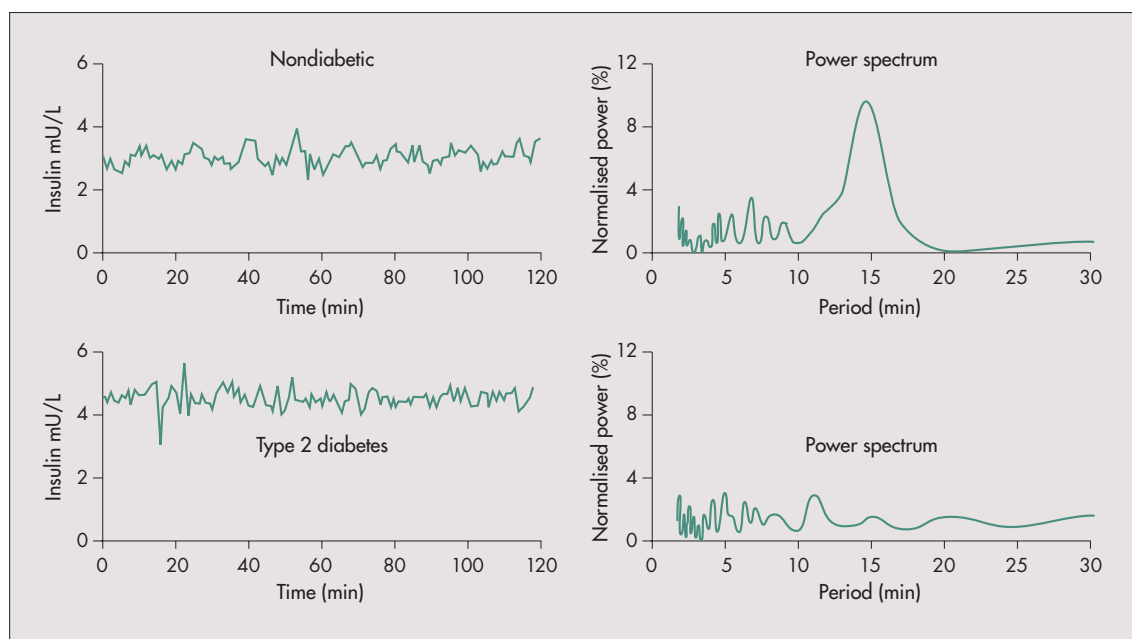 Nondiabetic
Insulin mU/L
6
4
2
0
0 20 40 60 80 100 120
Time (min)
Power spectrum
Normalised power (%)
12
8
4
0
0 5 10 15 20 25 30
Period (min)
Type 2 diabetes
Insulin mU/L
6
4
2
0
0 20 40 60 80 100 120
Time (min)
Power spectrum
Normalised power (%)
12
8
4
0
0 5 10 15 20 25 30
Period (min)